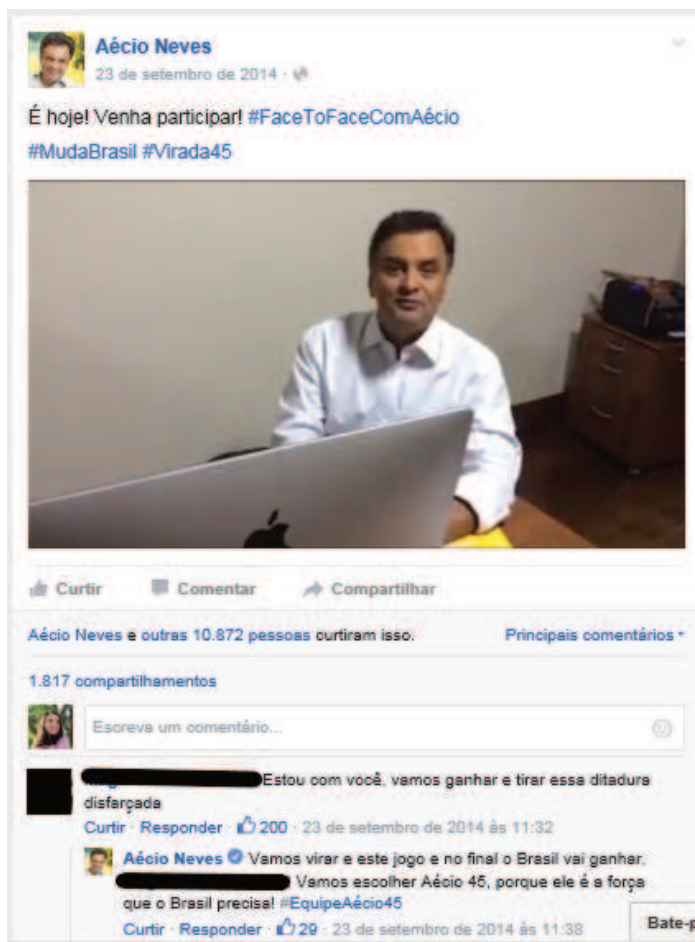 Aécio Neves
23 de setembro de 2014 ·
É hoje! Venha participar! #FaceToFaceComAécio
#MudaBrasil #Virada45
Curtir Comentar Compartilhar
Aécio Neves e outras 10.872 pessoas curtiram isso. Principais comentários
1.817 compartilhamentos
Escreva um comentário...
Estou com você, vamos ganhar e tirar essa ditadura
disfarçada
Curtir · Responder · 200 · 23 de setembro de 2014 às 11:32
Aécio Neves Vamos virar e este jogo e no final o Brasil vai ganhar.
Vamos escolher Aécio 45, porque ele é a força
que o Brasil precisa! #EquipeAécio45
Curtir · Responder · 29 · 23 de setembro de 2014 às 11:38
Bate-p